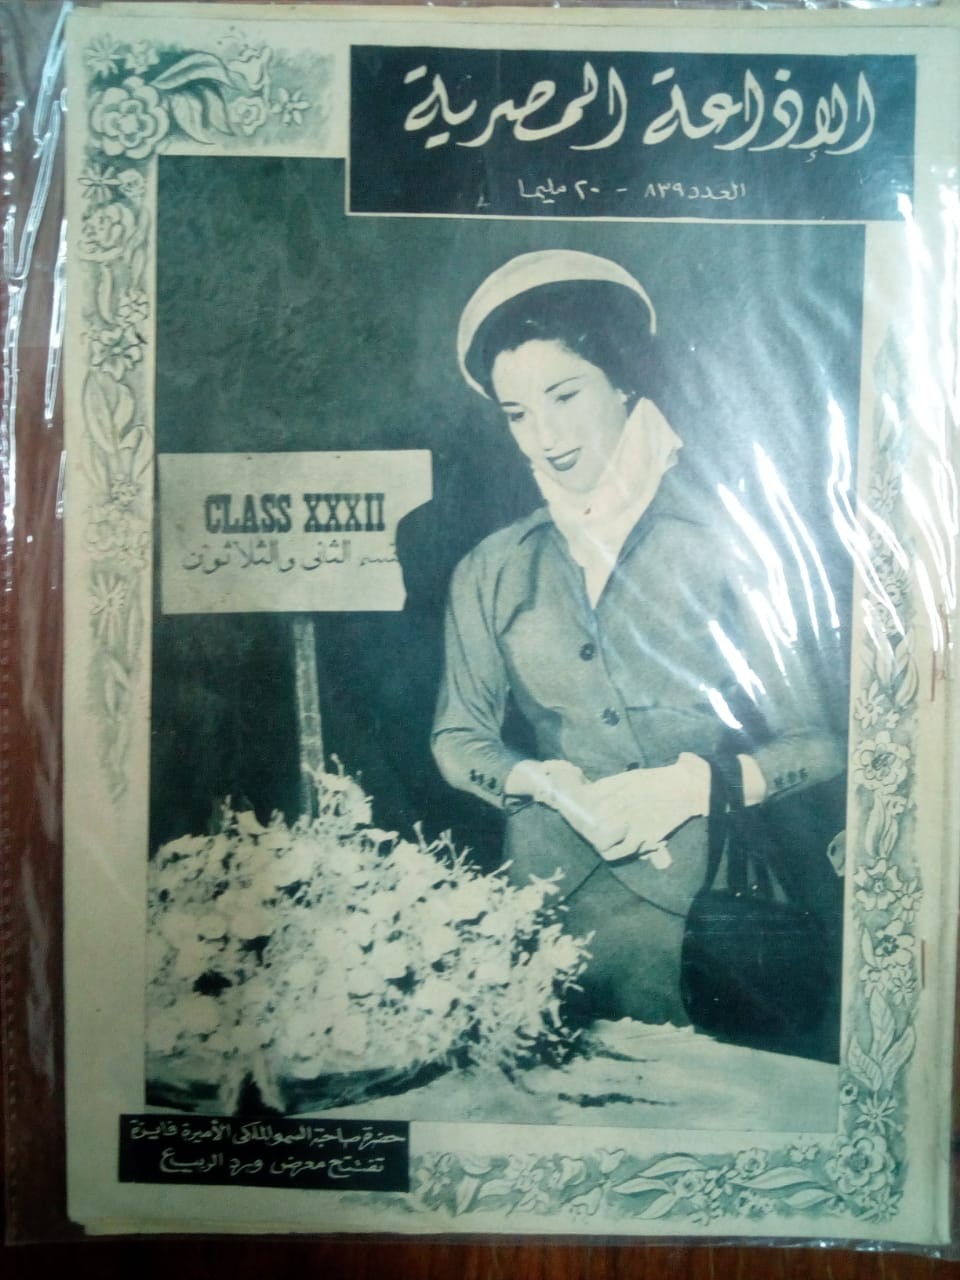 الإذاعة المصرية
العدد ٨٣٩ - ٢٠ مليما
CLASS XXXII
القسم الثاني والثلاثون
حضرة صاحبة السمو الملكي الأميرة فايزة
تفتتح معرض ورد الربيع